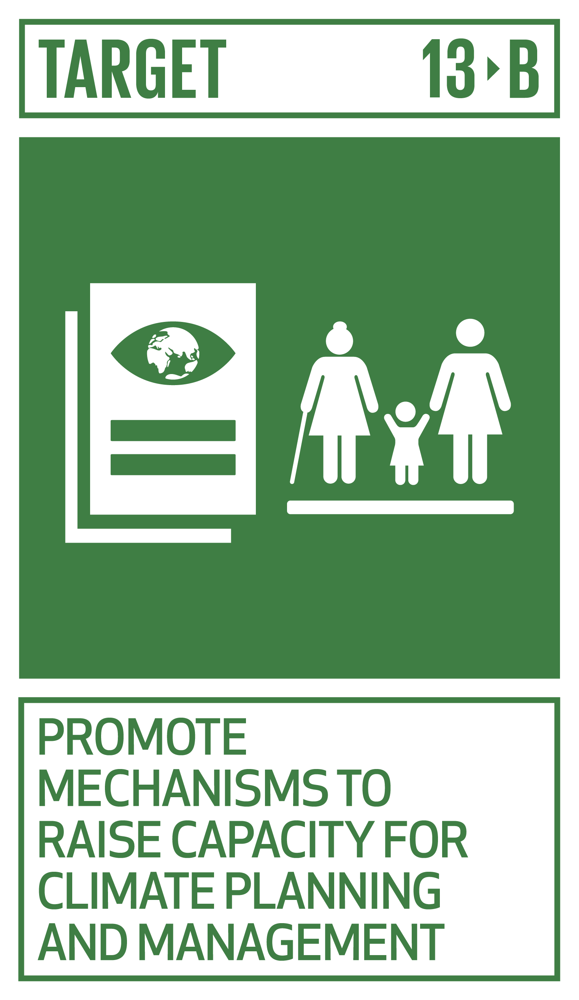 TARGET 13▸B
PROMOTE
MECHANISMS TO
RAISE CAPACITY FOR
CLIMATE PLANNING
AND MANAGEMENT